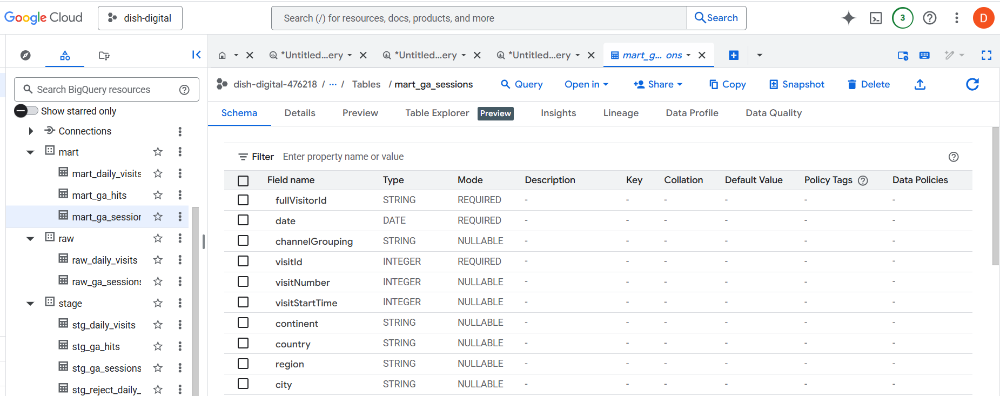 Google Cloud
dish-digital
Search (/) for resources, docs, products, and more
Search
3
D
*Untitled...ery
*Untitled...ery
*Untitled...ery
mart_g... ons
Search BigQuery resources
Show starred only
Connections
mart
mart_daily_visits
mart_ga_hits
mart_ga_session
raw
raw_daily_visits
raw_ga_sessions
stage
stg_daily_visits
stg_ga_hits
stg_ga_sessions
stg_reject_daily_
dish-digital-476218 / ... / Tables / mart_ga_sessions
Query
Open in
Share
Copy
Snapshot
Delete
Schema Details Preview Table Explorer Preview Insights Lineage Data Profile Data Quality
Filter Enter property name or value
Field name Type Mode Description Key Collation Default Value Policy Tags Data Policies
fullVisitorId STRING REQUIRED - - - - - -
date DATE REQUIRED - - - - - -
channelGrouping STRING NULLABLE - - - - - -
visitId INTEGER REQUIRED - - - - - -
visitNumber INTEGER NULLABLE - - - - - -
visitStartTime INTEGER NULLABLE - - - - - -
continent STRING NULLABLE - - - - - -
country STRING NULLABLE - - - - - -
region STRING NULLABLE - - - - - -
city STRING NULLABLE - - - - - -